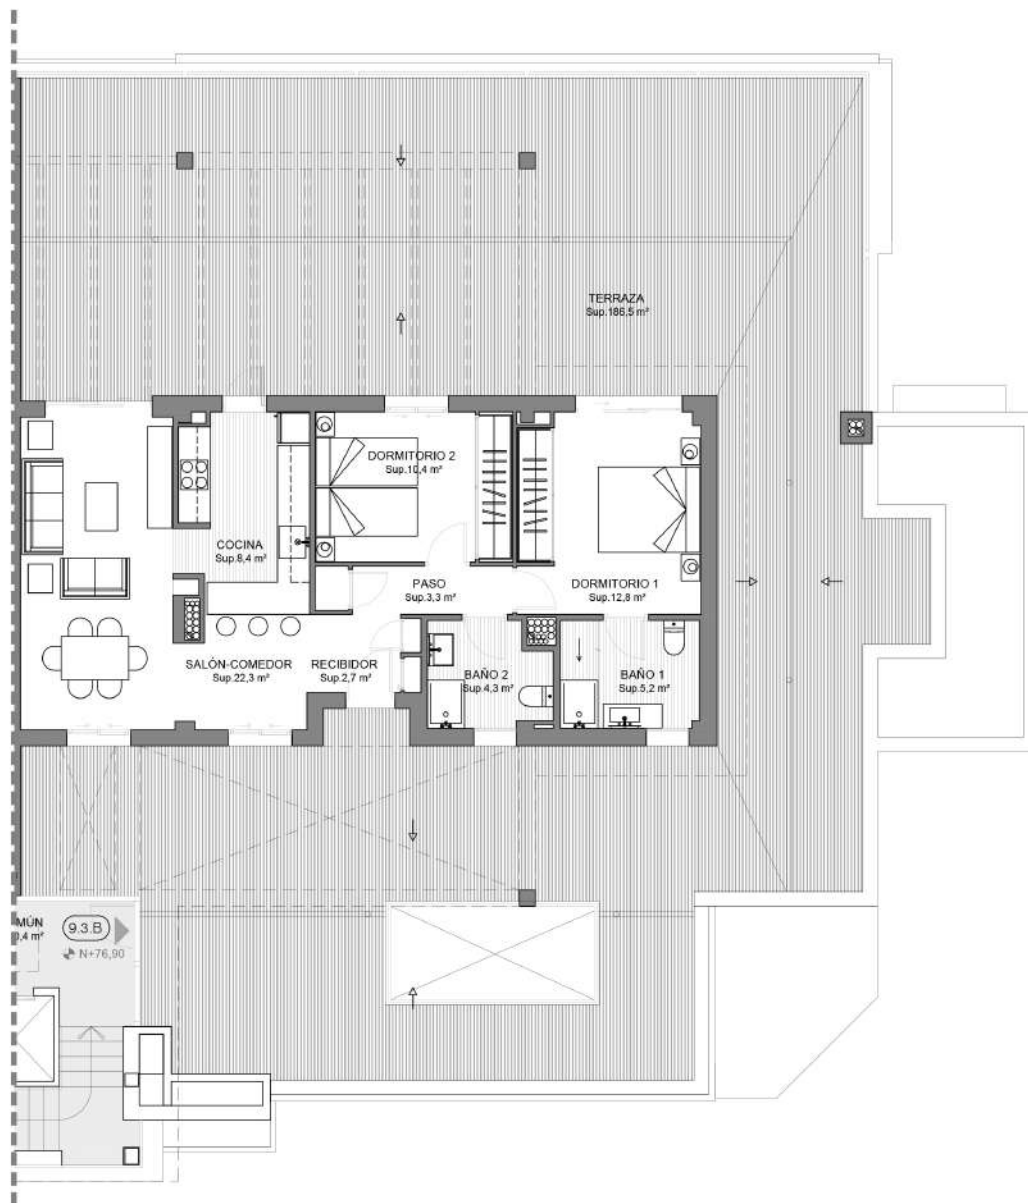 TERRAZA
Sup.186,5 m²
DORMITORIO 2
Sup.10,4 m²
COCINA
Sup.8,4 m²
PASO
Sup.3,3 m²
DORMITORIO 1
Sup.12,8 m²
SALÓN-COMEDOR
Sup.22,3 m²
RECIBIDOR
Sup.2,7 m²
BAÑO 2
Sup.4,3 m²
BAÑO 1
Sup.5,2 m²
MÚN
,4 m²
9.3.B
N+76,90